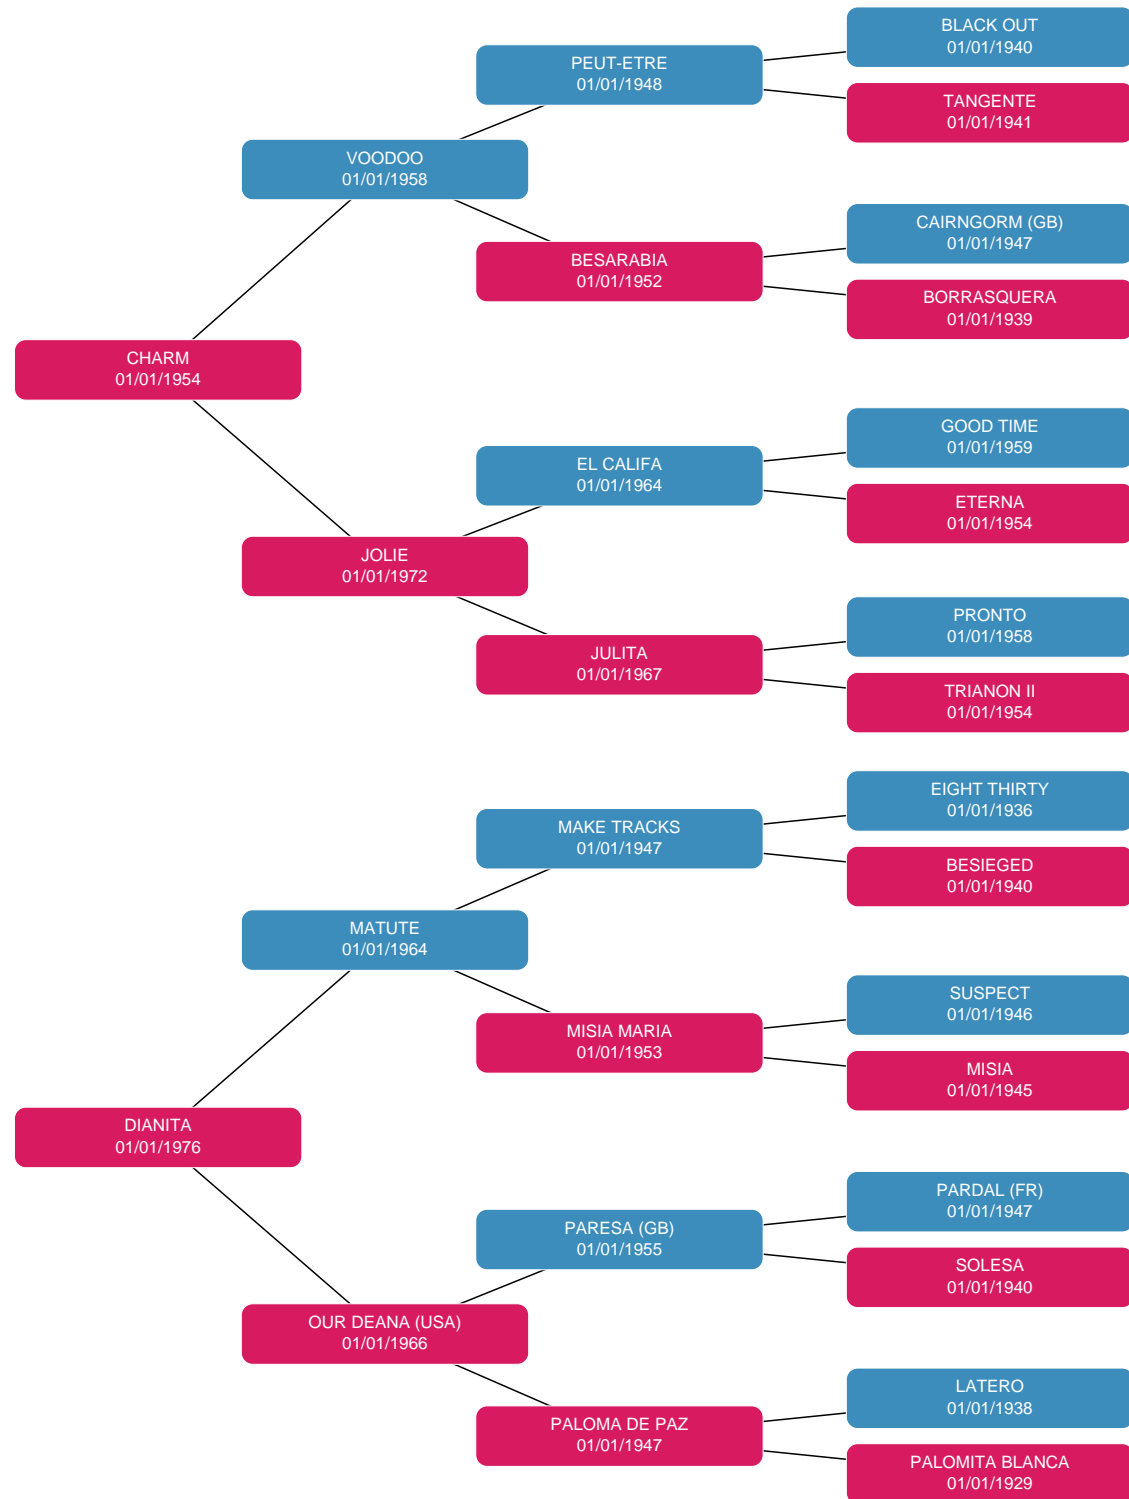 BLACK OUT
01/01/1940
PEUT-ETRE
01/01/1948
TANGENTE
01/01/1941
VOODOO
01/01/1958
CAIRNGORM (GB)
01/01/1947
BESARABIA
01/01/1952
BORRASQUERA
01/01/1939
CHARM
01/01/1954
GOOD TIME
01/01/1959
EL CALIFA
01/01/1964
ETERNA
01/01/1954
JOLIE
01/01/1972
PRONTO
01/01/1958
JULITA
01/01/1967
TRIANON II
01/01/1954
EIGHT THIRTY
01/01/1936
MAKE TRACKS
01/01/1947
BESIEGED
01/01/1940
MATUTE
01/01/1964
SUSPECT
01/01/1946
MISIA MARIA
01/01/1953
MISIA
01/01/1945
DIANITA
01/01/1976
PARDAL (FR)
01/01/1947
PARESA (GB)
01/01/1955
SOLESA
01/01/1940
OUR DEANA (USA)
01/01/1966
LATERO
01/01/1938
PALOMA DE PAZ
01/01/1947
PALOMITA BLANCA
01/01/1929